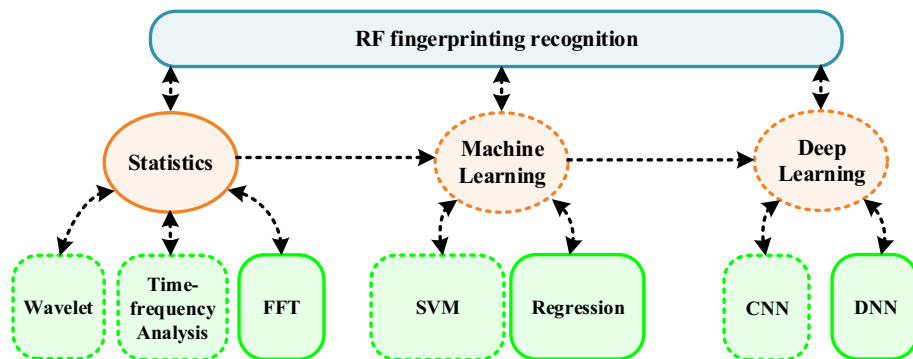 RF fingerprinting recognition
Statistics
Machine
Learning
Deep
Learning
Wavelet
Time-
frequency
Analysis
FFT
SVM
Regression
CNN
DNN